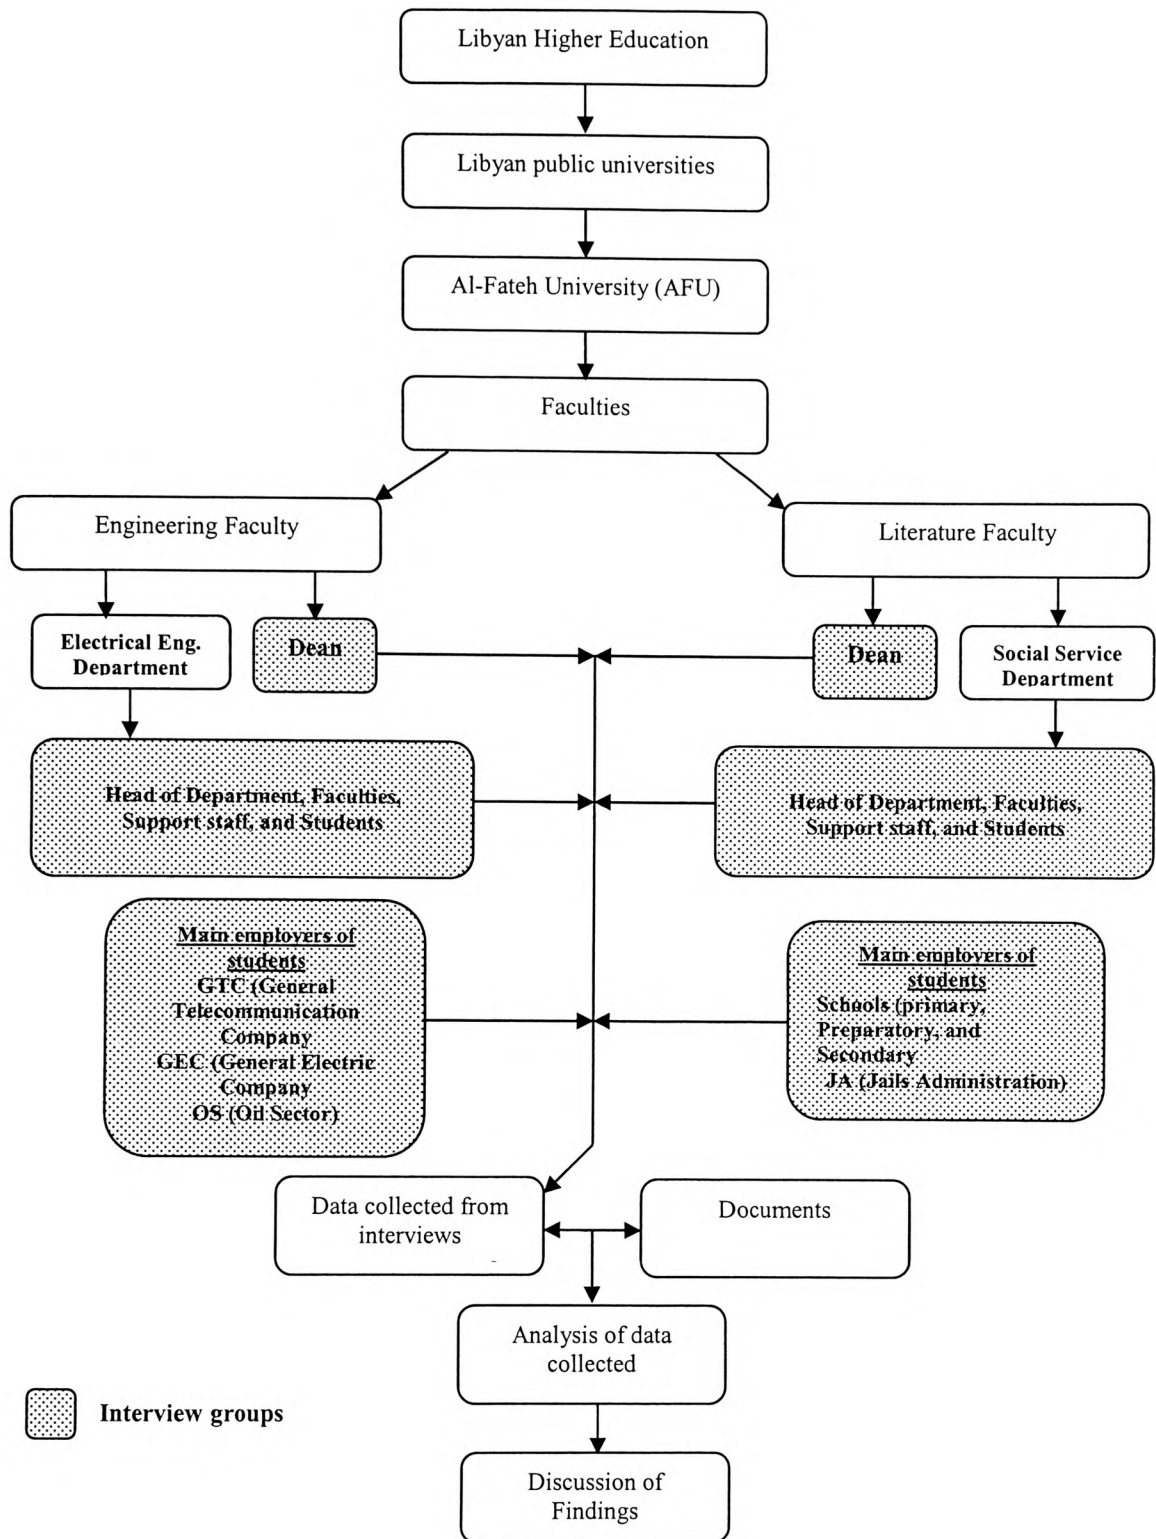 Libyan Higher Education
Libyan public universities
Al-Fateh University (AFU)
Faculties
Engineering Faculty
Literature Faculty
Electrical Eng.
Department
Dean
Dean
Social Service
Department
Head of Department, Faculties,
Support staff, and Students
Head of Department, Faculties,
Support staff, and Students
Main employers of
students
GTC (General
Telecommunication
Company
GEC (General Electric
Company
OS (Oil Sector)
Main employers of
students
Schools (primary,
Preparatory, and
Secondary
JA (Jails Administration)
Data collected from
interviews
Documents
Analysis of data
collected
Interview groups
Discussion of
Findings